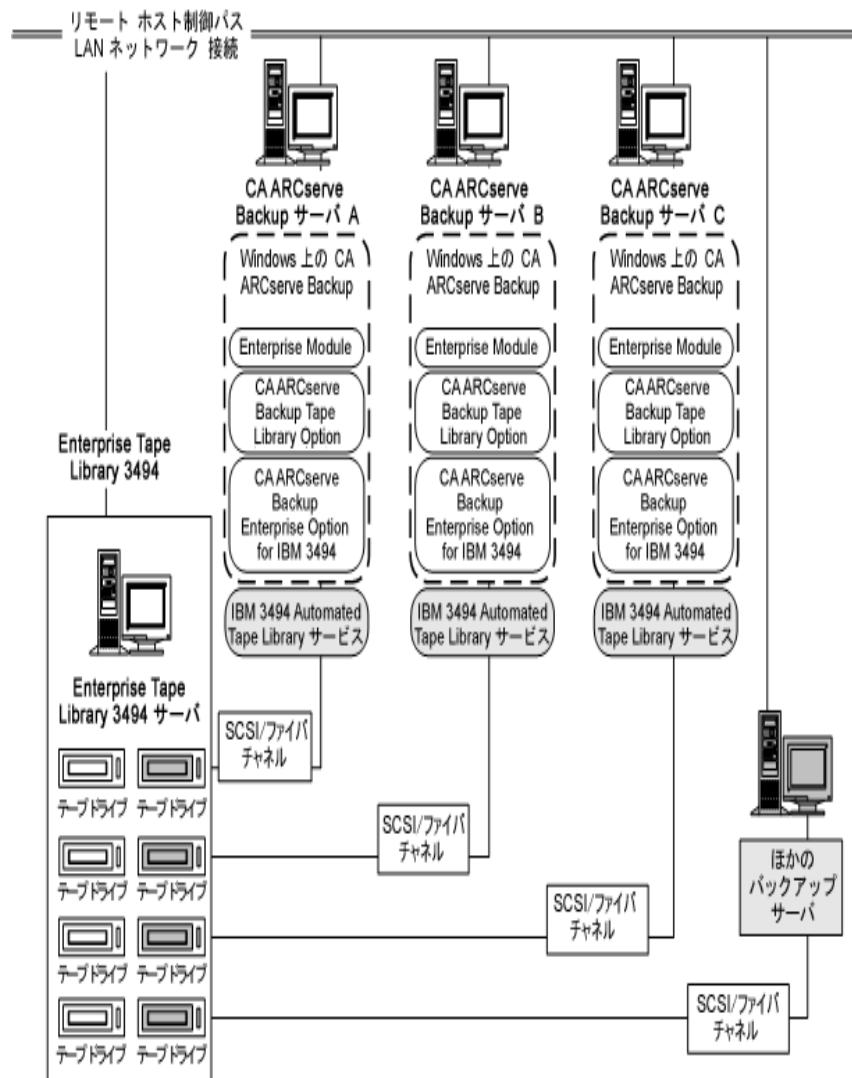 リモート ホスト制御パス
LAN ネットワーク 接続
CA ARCserve
Backup サーバ A
CA ARCserve
Backup サーバ B
CA ARCserve
Backup サーバ C
Windows 上の CA
ARCserve Backup
Windows 上の CA
ARCserve Backup
Windows 上の CA
ARCserve Backup
Enterprise Module
Enterprise Module
Enterprise Module
CA ARCserve
Backup Tape
Library Option
CA ARCserve
Backup Tape
Library Option
CA ARCserve
Backup Tape
Library Option
CA ARCserve
Backup
Enterprise Option
for IBM 3494
CA ARCserve
Backup
Enterprise Option
for IBM 3494
CA ARCserve
Backup
Enterprise Option
for IBM 3494
IBM 3494 Automated
Tape Library サービス
IBM 3494 Automated
Tape Library サービス
IBM 3494 Automated
Tape Library サービス
Enterprise Tape
Library 3494
Enterprise Tape
Library 3494 サーバ
テープドライブ
テープドライブ
テープドライブ
テープドライブ
テープドライブ
テープドライブ
テープドライブ
テープドライブ
SCSI/ファイバ
チャネル
SCSI/ファイバ
チャネル
SCSI/ファイバ
チャネル
SCSI/ファイバ
チャネル
ほかの
バックアップ
サーバ